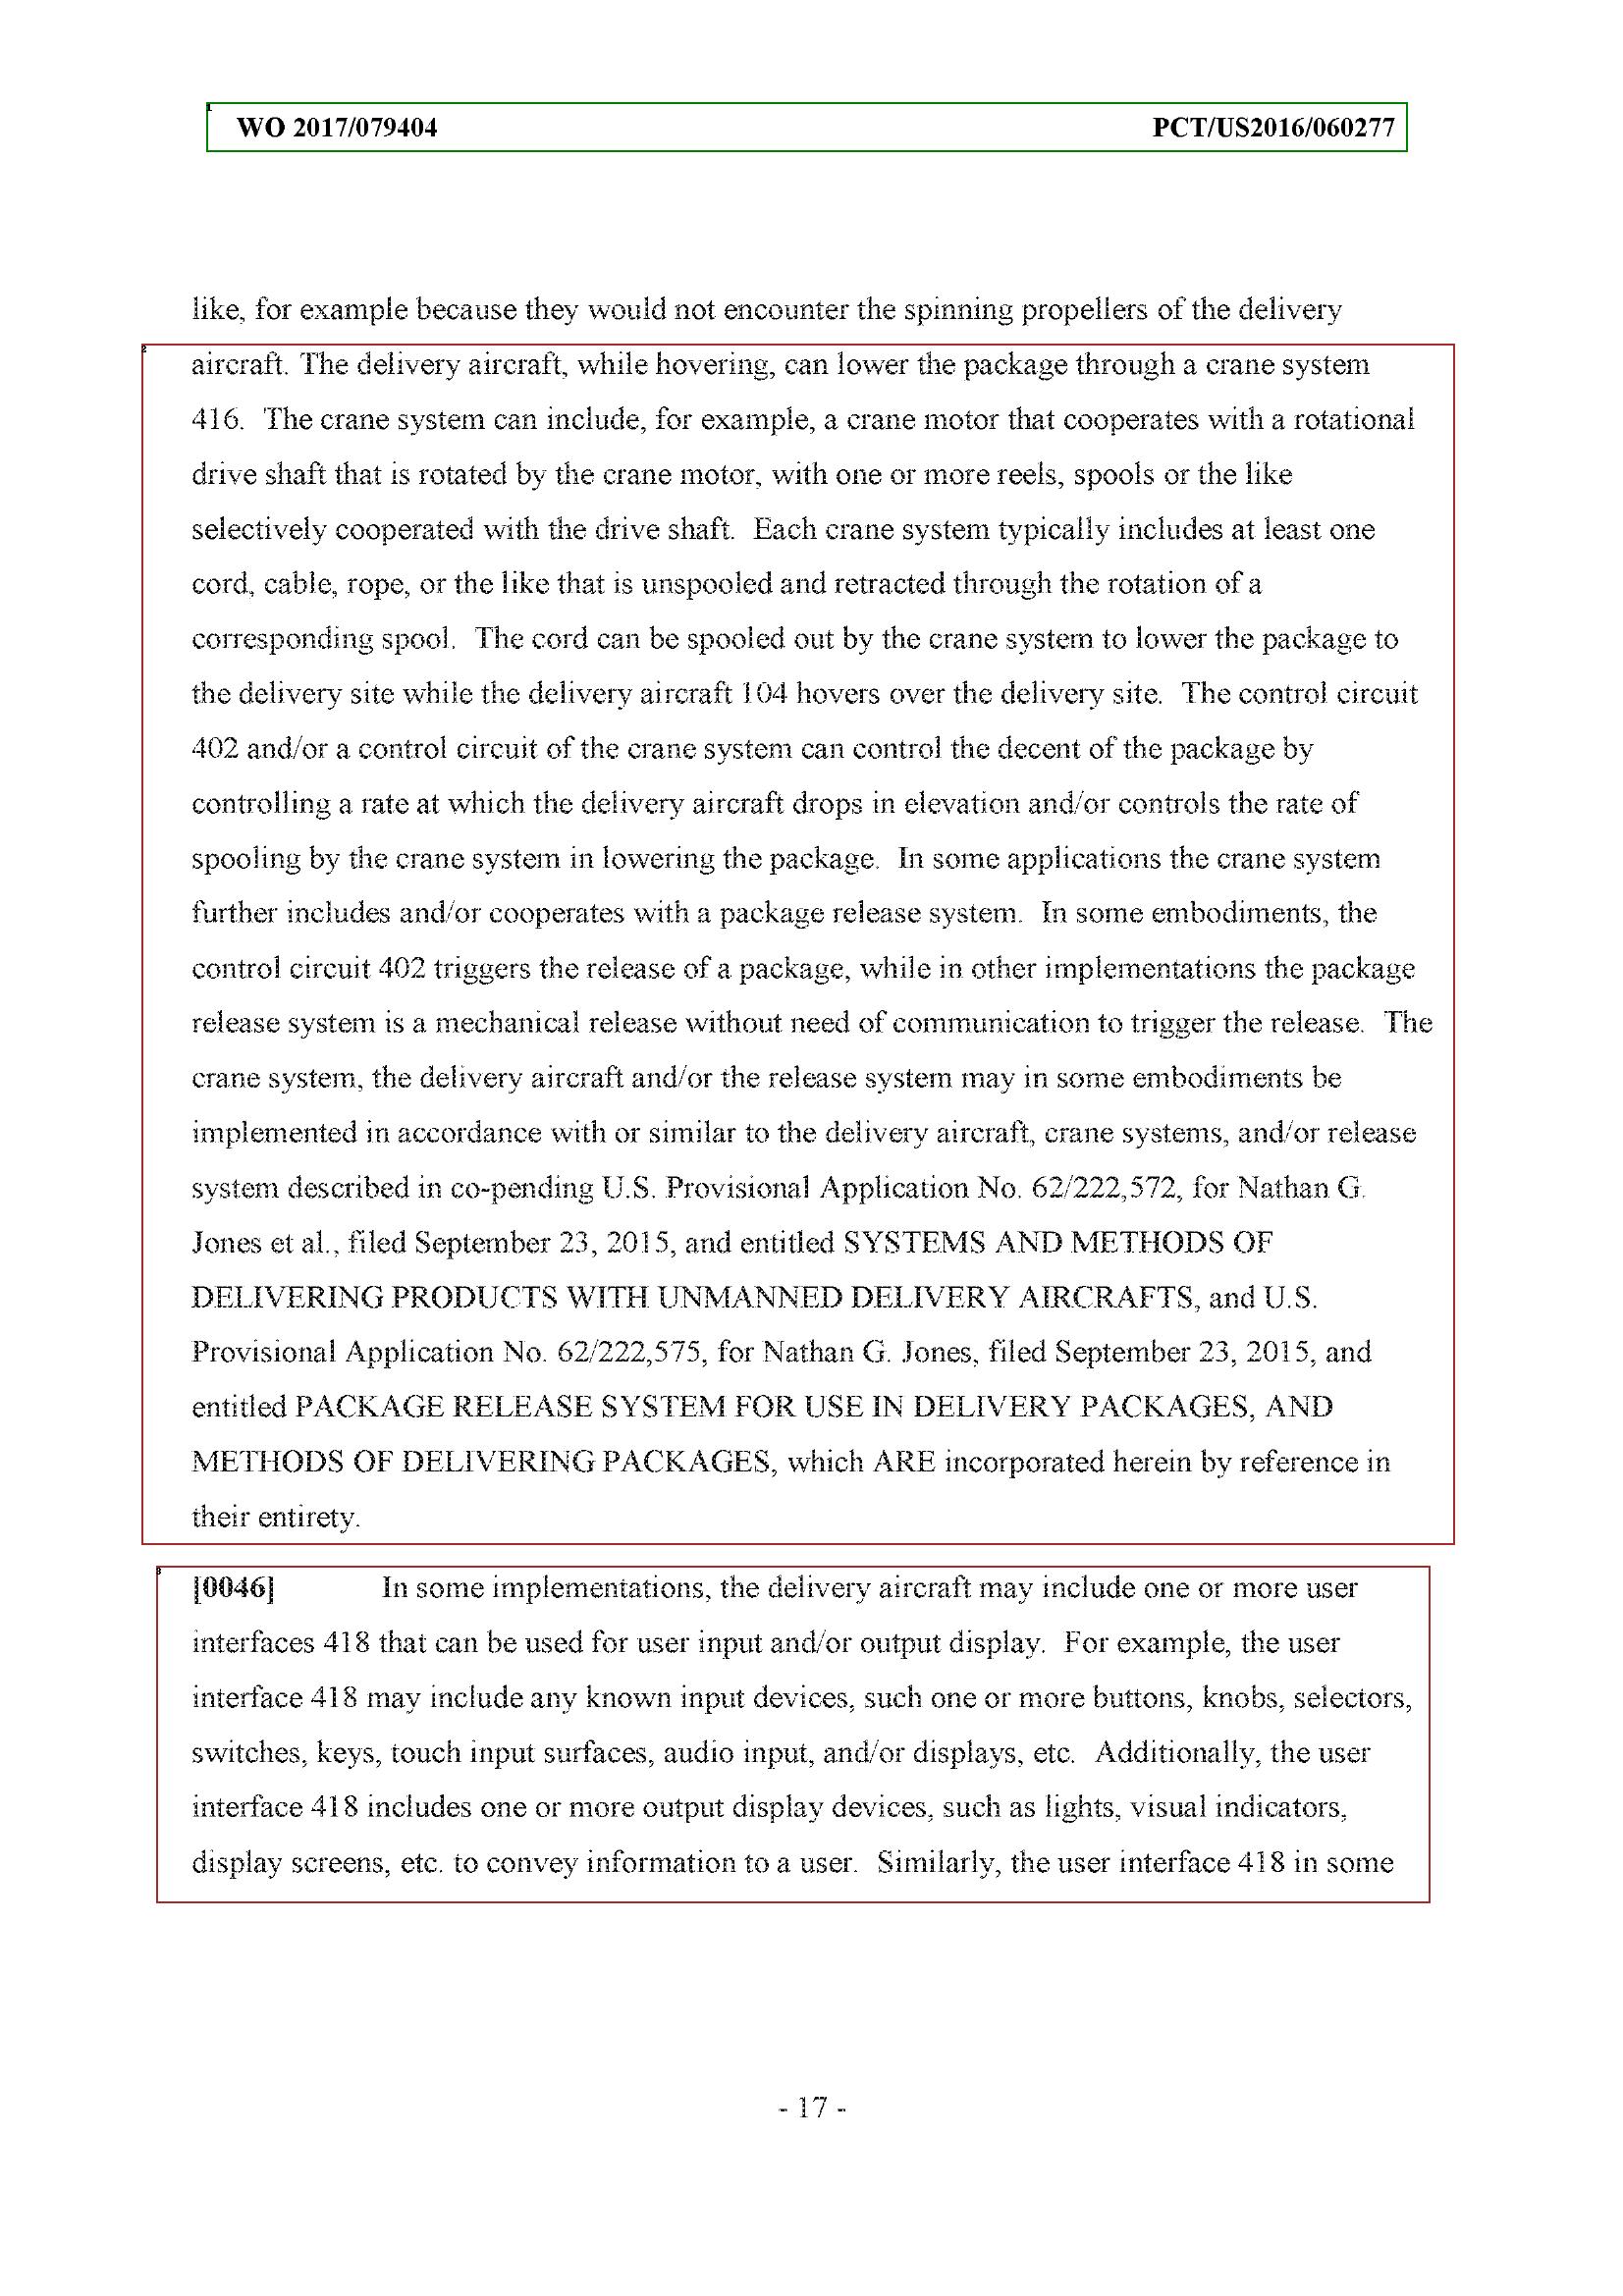 WO 2017/079404 PCT/US2016/060277
like, for example because they would not encounter the spinning propellers of the delivery
aircraft. The delivery aircraft, while hovering, can lower the package through a crane system
416. The crane system can include, for example, a crane motor that cooperates with a rotational
drive shaft that is rotated by the crane motor, with one or more reels, spools or the like
selectively cooperated with the drive shaft. Each crane system typically includes at least one
cord, cable, rope, or the like that is unspooled and retracted through the rotation of a
corresponding spool. The cord can be spooled out by the crane system to lower the package to
the delivery site while the delivery aircraft 104 hovers over the delivery site. The control circuit
402 and/or a control circuit of the crane system can control the decent of the package by
controlling a rate at which the delivery aircraft drops in elevation and/or controls the rate of
spooling by the crane system in lowering the package. In some applications the crane system
further includes and/or cooperates with a package release system. In some embodiments, the
control circuit 402 triggers the release of a package, while in other implementations the package
release system is a mechanical release without need of communication to trigger the release. The
crane system, the delivery aircraft and/or the release system may in some embodiments be
implemented in accordance with or similar to the delivery aircraft, crane systems, and/or release
system described in co-pending U.S. Provisional Application No. 62/222,572, for Nathan G.
Jones et al., filed September 23, 2015, and entitled SYSTEMS AND METHODS OF
DELIVERING PRODUCTS WITH UNMANNED DELIVERY AIRCRAFTS, and U.S.
Provisional Application No. 62/222,575, for Nathan G. Jones, filed September 23, 2015, and
entitled PACKAGE RELEASE SYSTEM FOR USE IN DELIVERY PACKAGES, AND
METHODS OF DELIVERING PACKAGES, which ARE incorporated herein by reference in
their entirety.
[0046] In some implementations, the delivery aircraft may include one or more user
interfaces 418 that can be used for user input and/or output display. For example, the user
interface 418 may include any known input devices, such one or more buttons, knobs, selectors,
switches, keys, touch input surfaces, audio input, and/or displays, etc. Additionally, the user
interface 418 includes one or more output display devices, such as lights, visual indicators,
display screens, etc. to convey information to a user. Similarly, the user interface 418 in some
- 17 -